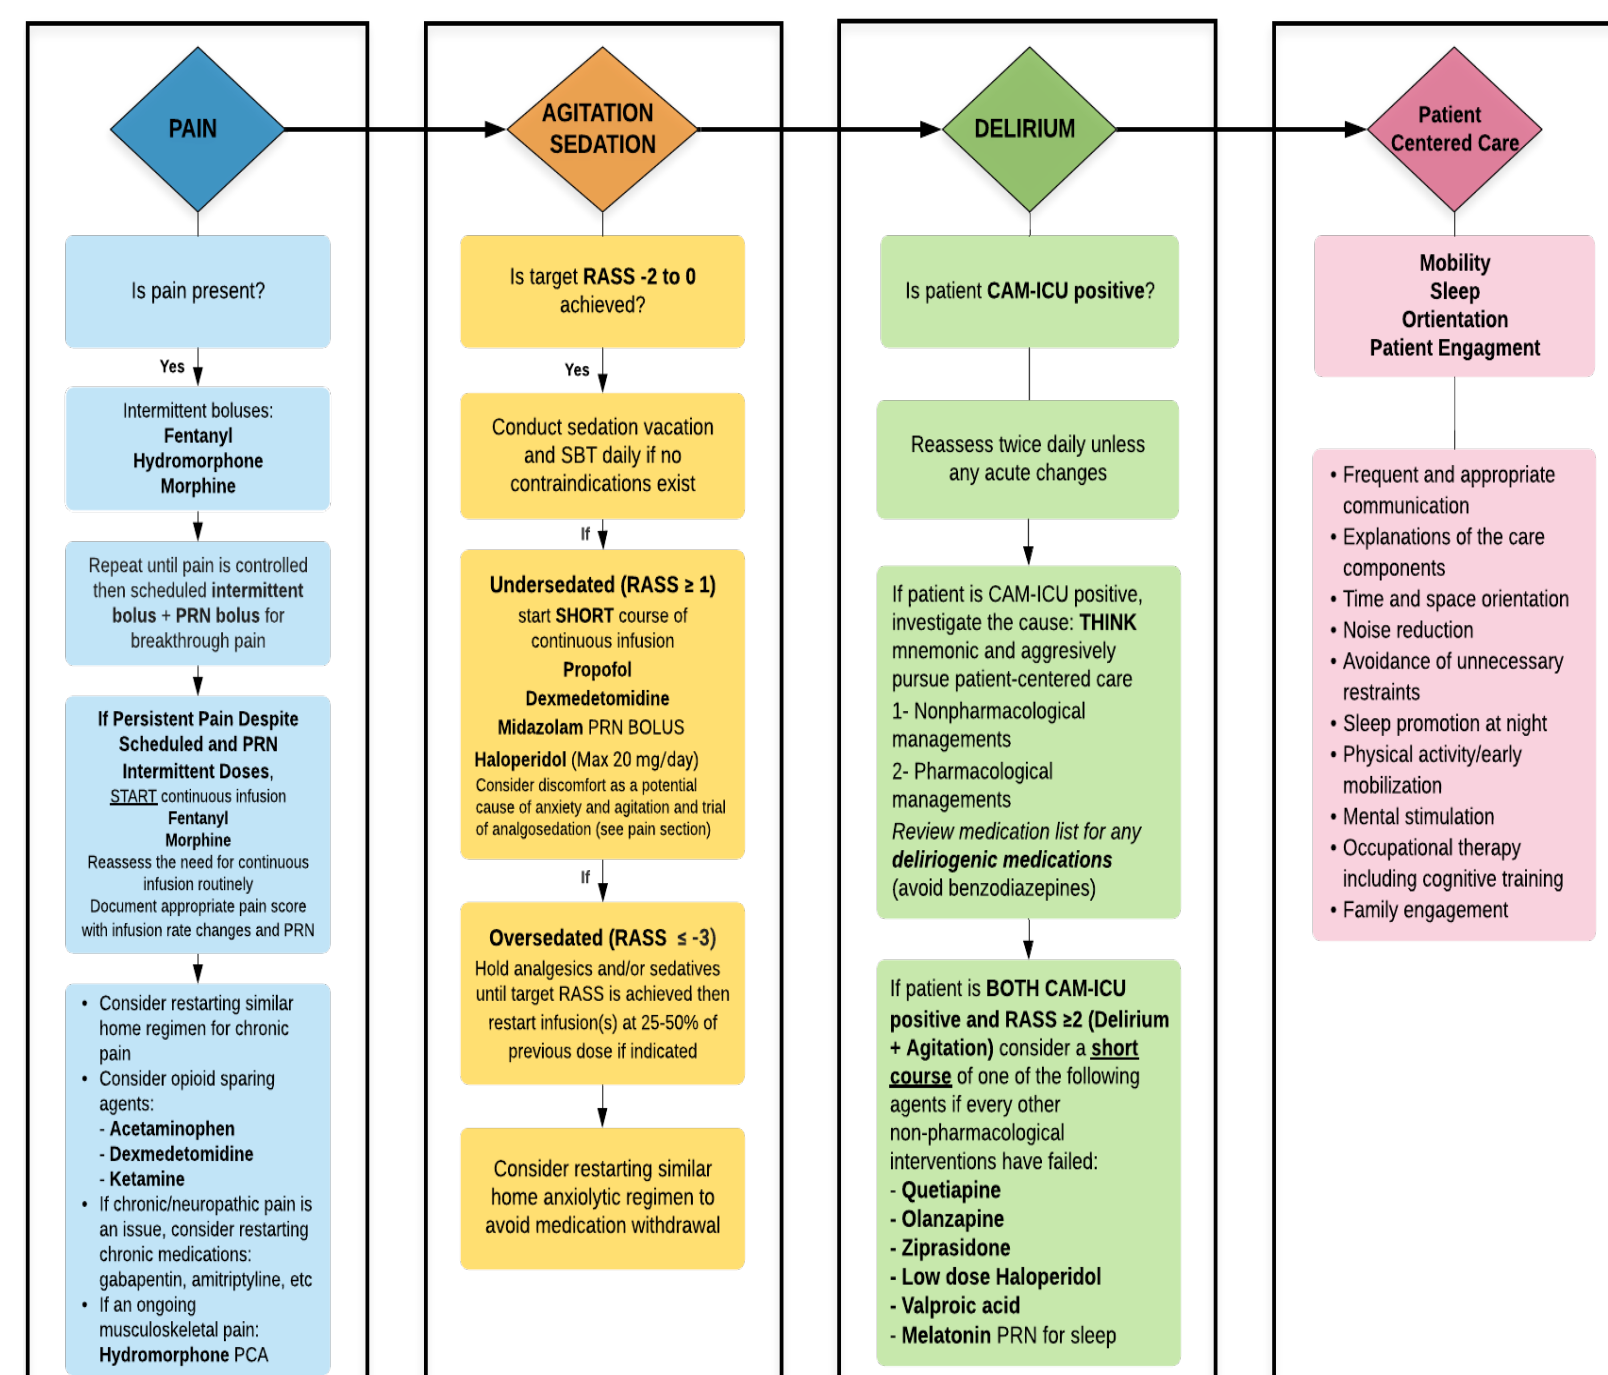 PAIN
Is pain present?
Yes
Intermittent boluses:
Fentanyl
Hydromorphone
Morphine
Repeat until pain is controlled
then scheduled intermittent
bolus + PRN bolus for
breakthrough pain
If Persistent Pain Despite
Scheduled and PRN
Intermittent Doses,
START continuous infusion
Fentanyl
Morphine
Reassess the need for continuous
infusion routinely
Document appropriate pain score
with infusion rate changes and PRN
• Consider restarting similar
home regimen for chronic
pain
• Consider opioid sparing
agents:
- Acetaminophen
- Dexmedetomidine
- Ketamine
• If chronic/neuropathic pain is
an issue, consider restarting
chronic medications:
gabapentin, amitriptyline, etc
• If an ongoing
musculoskeletal pain:
Hydromorphone PCA
AGITATION
SEDATION
Is target RASS -2 to 0
achieved?
Yes
Conduct sedation vacation
and SBT daily if no
contraindications exist
If
Undersedated (RASS ≥ 1)
start SHORT course of
continuous infusion
Propofol
Dexmedetomidine
Midazolam PRN BOLUS
Haloperidol (Max 20 mg/day)
Consider discomfort as a potential
cause of anxiety and agitation and trial
of analgosedation (see pain section)
If
Oversedated (RASS ≤ -3)
Hold analgesics and/or sedatives
until target RASS is achieved then
restart infusion(s) at 25-50% of
previous dose if indicated
Consider restarting similar
home anxiolytic regimen to
avoid medication withdrawal
DELIRIUM
Is patient CAM-ICU positive?
Reassess twice daily unless
any acute changes
If patient is CAM-ICU positive,
investigate the cause: THINK
mnemonic and aggresively
pursue patient-centered care
1- Nonpharmacological
managements
2- Pharmacological
managements
Review medication list for any
deliriogenic medications
(avoid benzodiazepines)
If patient is BOTH CAM-ICU
positive and RASS ≥2 (Delirium
+ Agitation) consider a short
course of one of the following
agents if every other
non-pharmacological
interventions have failed:
- Quetiapine
- Olanzapine
- Ziprasidone
- Low dose Haloperidol
- Valproic acid
- Melatonin PRN for sleep
Patient
Centered Care
Mobility
Sleep
Ortientation
Patient Engagment
• Frequent and appropriate
communication
• Explanations of the care
components
• Time and space orientation
• Noise reduction
• Avoidance of unnecessary
restraints
• Sleep promotion at night
• Physical activity/early
mobilization
• Mental stimulation
• Occupational therapy
including cognitive training
• Family engagement